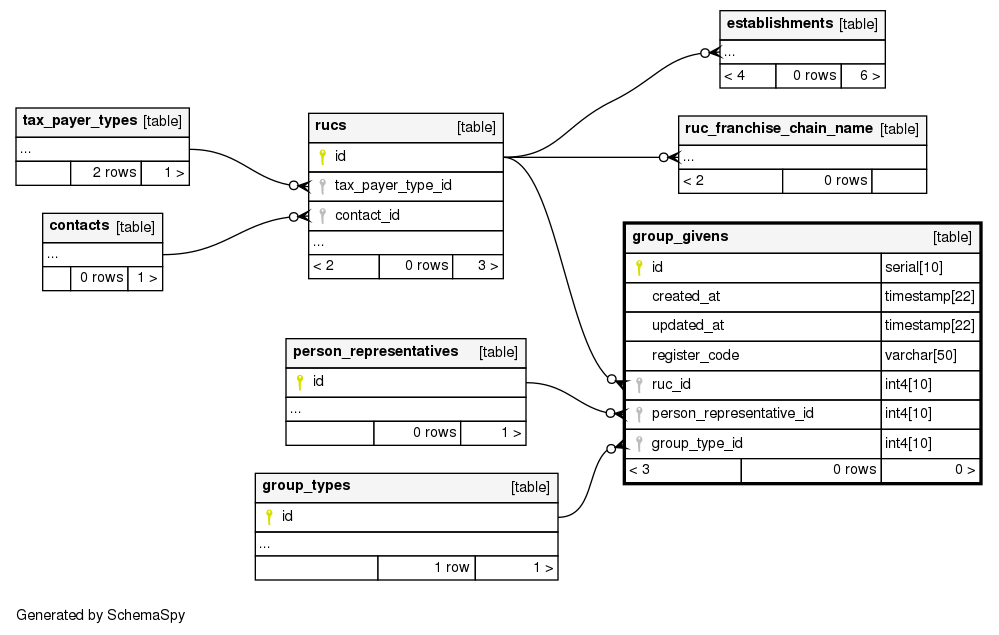 establishments [table]
...
< 4 0 rows 6 >
tax_payer_types [table]
...
2 rows 1 >
rucs [table]
id
tax_payer_type_id
contact_id
...
< 2 0 rows 3 >
ruc_franchise_chain_name [table]
...
< 2 0 rows
contacts [table]
...
0 rows 1 >
group_givens [table]
id serial[10]
created_at timestamp[22]
updated_at timestamp[22]
register_code varchar[50]
ruc_id int4[10]
person_representative_id int4[10]
group_type_id int4[10]
< 3 0 rows 0 >
person_representatives [table]
id
...
0 rows 1 >
group_types [table]
id
...
1 row 1 >
Generated by SchemaSpy